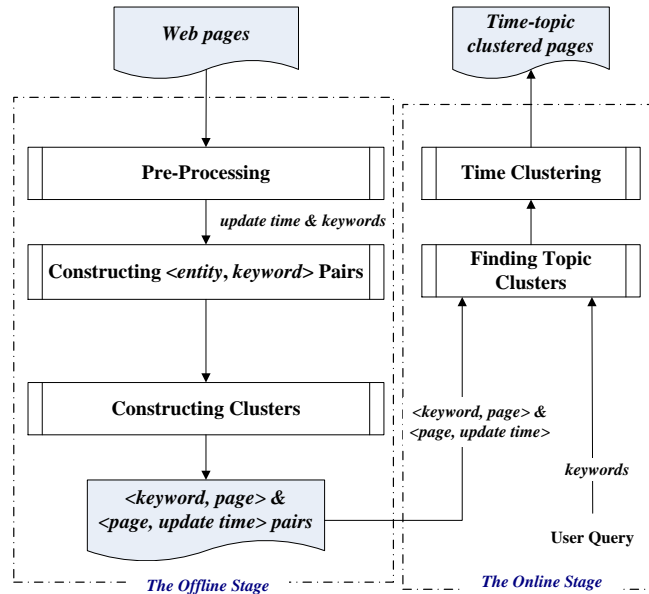 Web pages
Pre-Processing
update time & keywords
Constructing <entity, keyword> Pairs
Constructing Clusters
<keyword, page> &
<page, update time> pairs
The Offline Stage
Time-topic
clustered pages
Time Clustering
Finding Topic
Clusters
<keyword, page> &
<page, update time>
keywords
User Query
The Online Stage